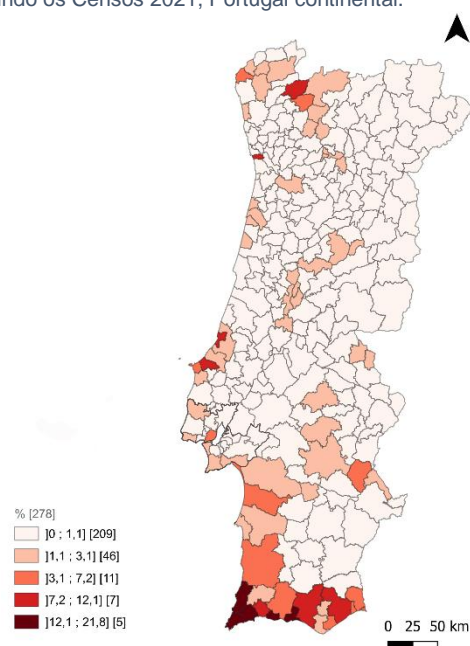 ndo os Censos 2021, Portugal continental.
% [278]
]0 ; 1,1] [209]
]1,1 ; 3,1] [46]
]3,1 ; 7,2] [11]
]7,2 ; 12,1] [7]
]12,1 ; 21,8] [5]
0 25 50 km